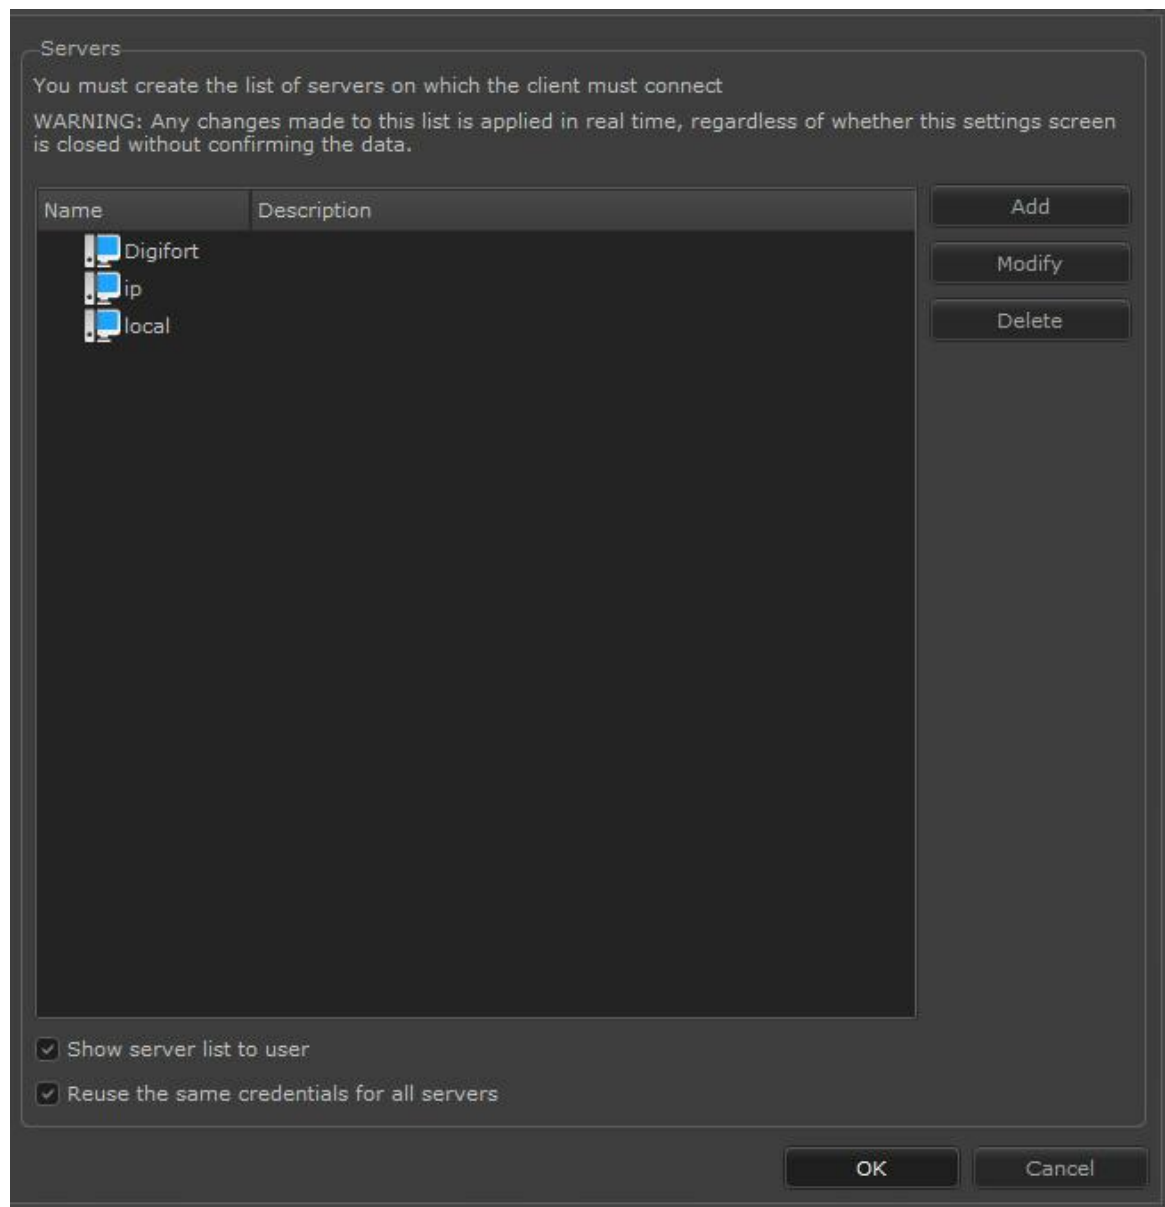 Servers
You must create the list of servers on which the client must connect
WARNING: Any changes made to this list is applied in real time, regardless of whether this settings screen
is closed without confirming the data.
Name Description
Add
Digifort
Modify
ip
Delete
local
Show server list to user
Reuse the same credentials for all servers
OK Cancel